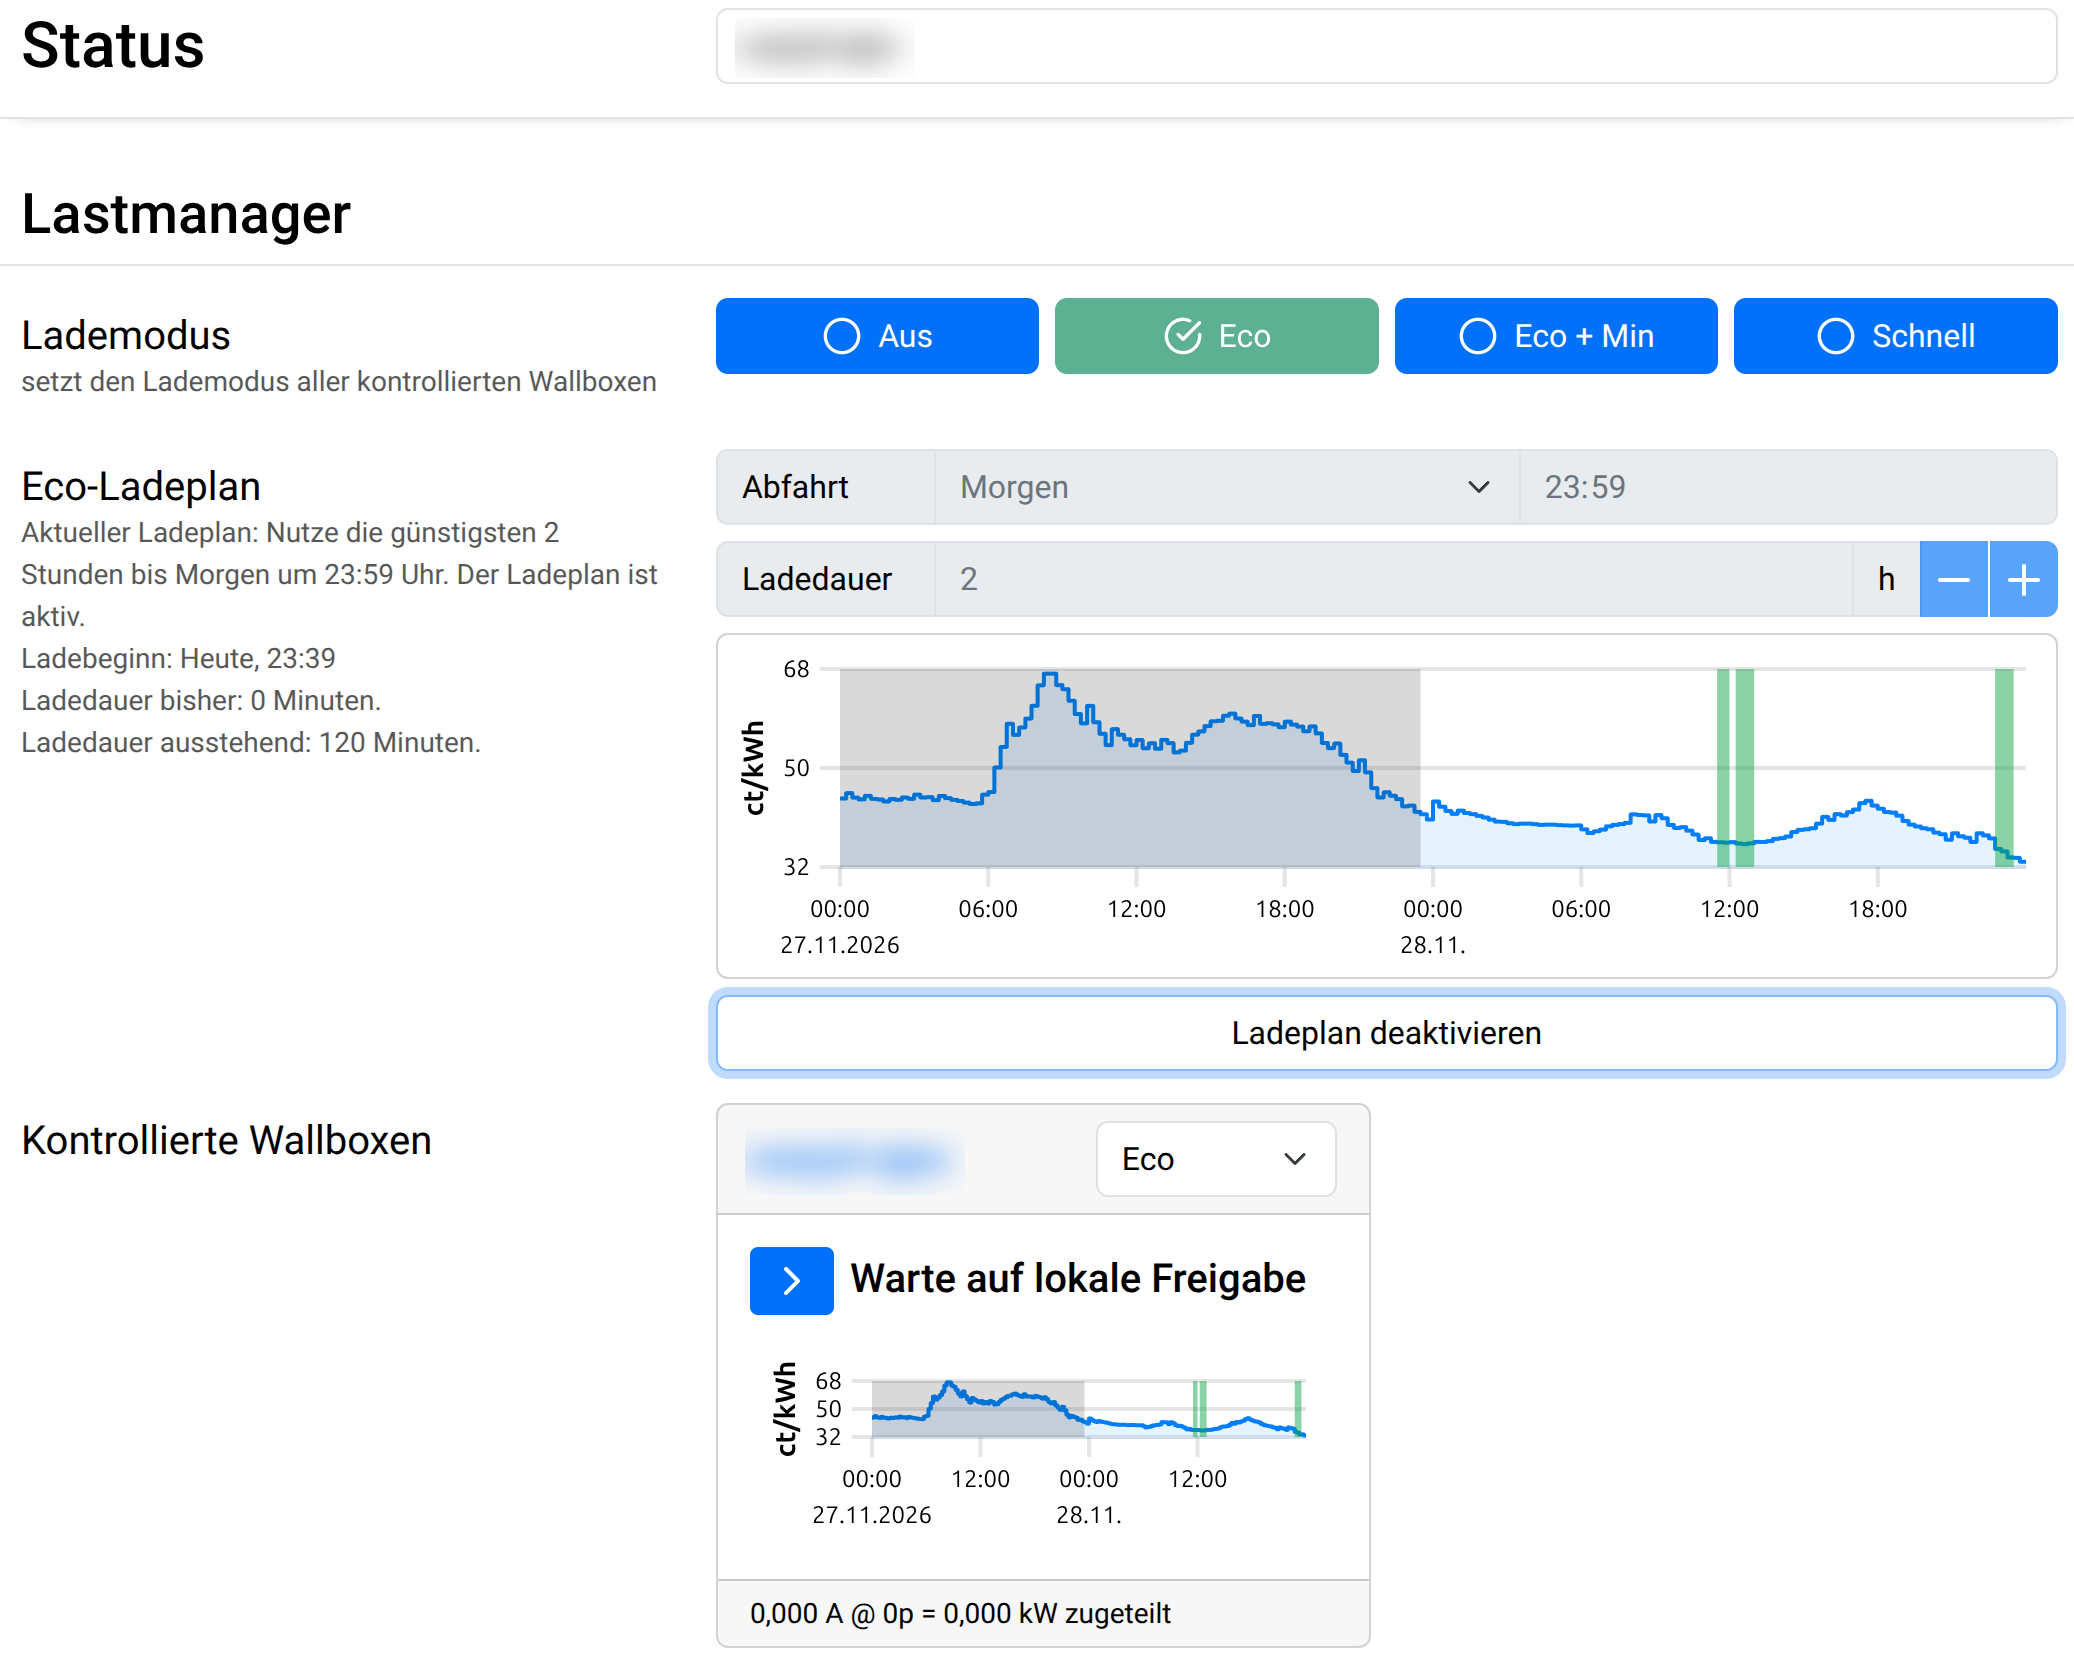 Status
Lastmanager
Lademodus
setzt den Lademodus aller kontrollierten Wallboxen
Aus
Eco
Eco + Min
Schnell
Eco-Ladeplan
Aktueller Ladeplan: Nutze die günstigsten 2
Stunden bis Morgen um 23:59 Uhr. Der Ladeplan ist
aktiv.
Ladebeginn: Heute, 23:39
Ladedauer bisher: 0 Minuten.
Ladedauer ausstehend: 120 Minuten.
Abfahrt Morgen 23:59
Ladedauer 2 h
ct/kWh
68
50
32
00:00 06:00 12:00 18:00 00:00 06:00 12:00 18:00
27.11.2026 28.11.
Ladeplan deaktivieren
Kontrollierte Wallboxen
Eco
Warte auf lokale Freigabe
ct/kWh
68
50
32
00:00 12:00 00:00 12:00
27.11.2026 28.11.
0,000 A @ 0p = 0,000 kW zugeteilt